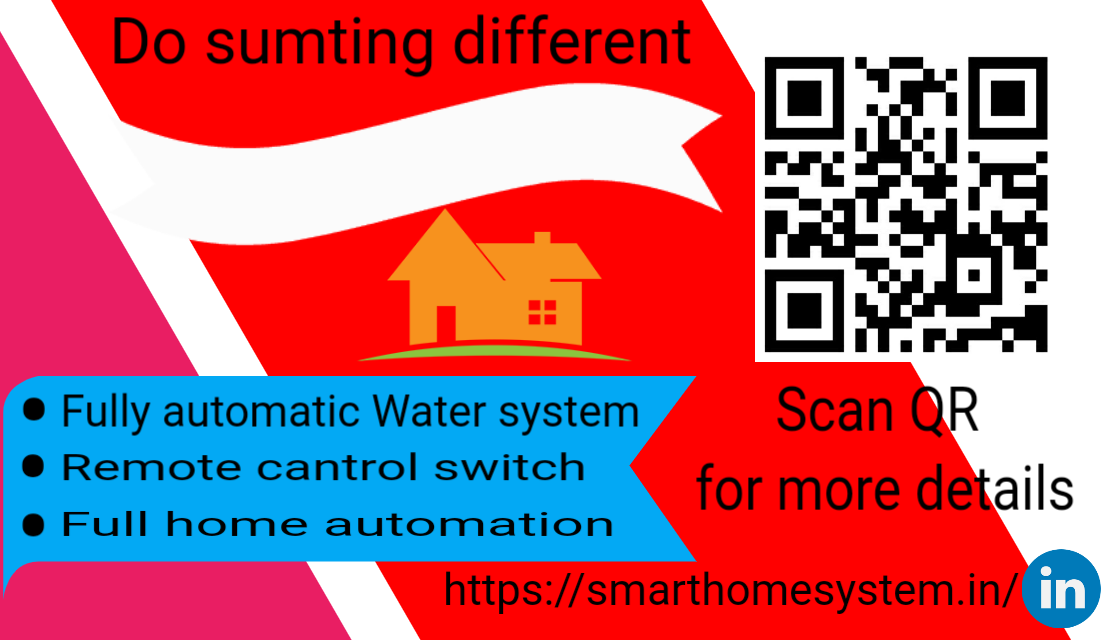 Do sumting different
• Fully automatic Water system
• Remote cantrol switch
• Full home automation
Scan QR
for more details
https://smarthomesystem.in/
in